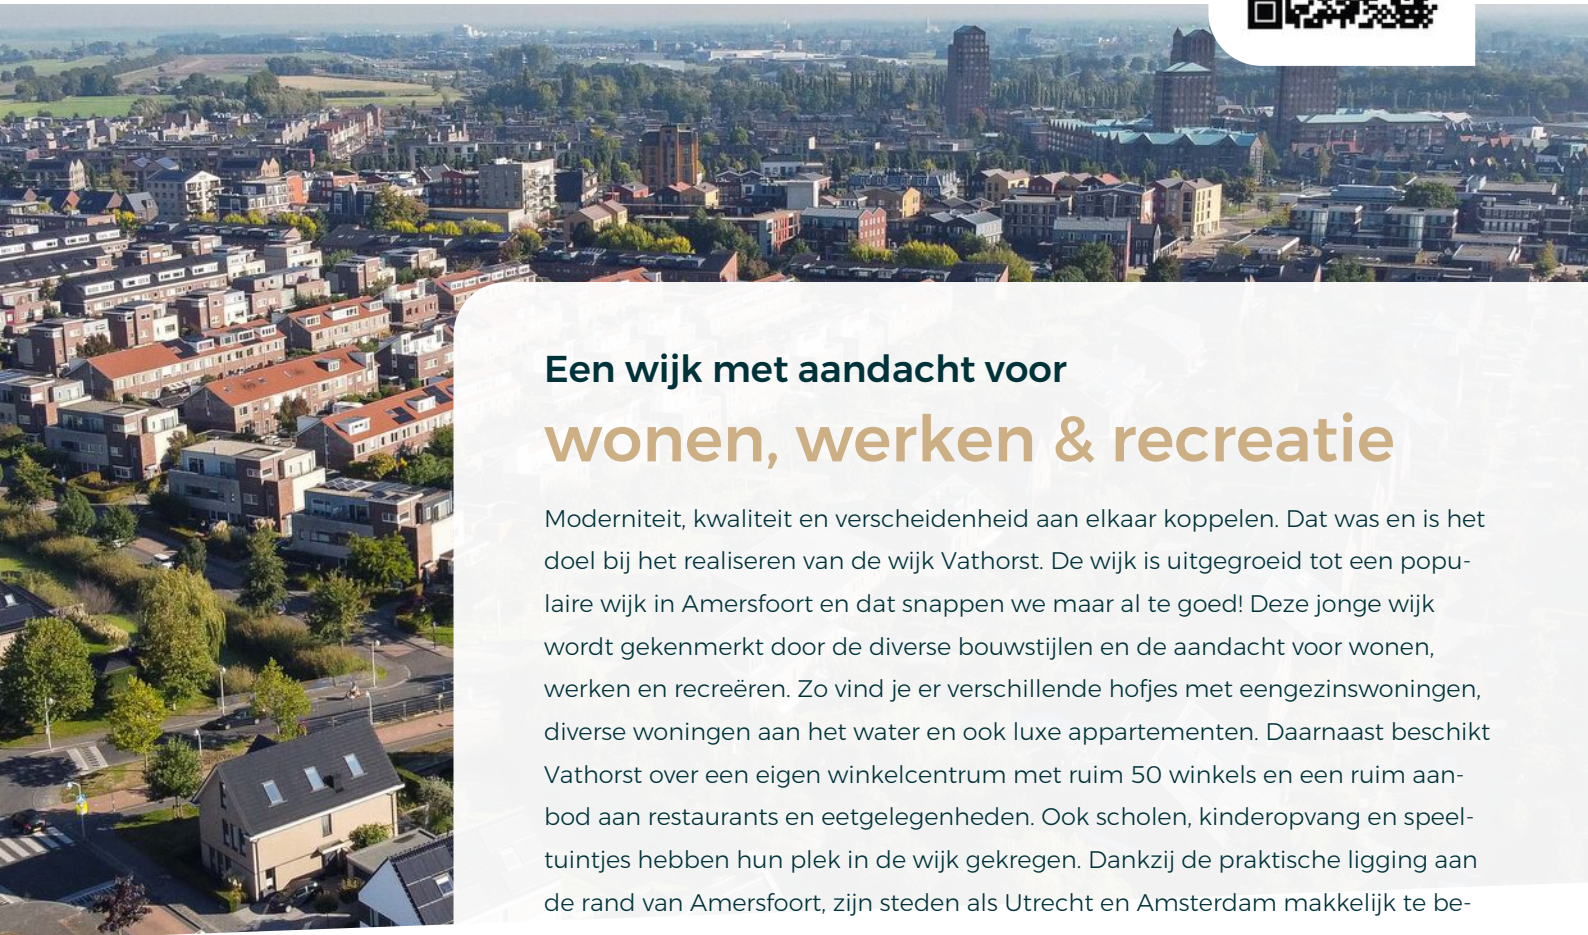 Een wijk met aandacht voor
wonen, werken & recreatie
Moderniteit, kwaliteit en verscheidenheid aan elkaar koppelen. Dat was en is het
doel bij het realiseren van de wijk Vathorst. De wijk is uitgegroeid tot een popu-
laire wijk in Amersfoort en dat snappen we maar al te goed! Deze jonge wijk
wordt gekenmerkt door de diverse bouwstijlen en de aandacht voor wonen,
werken en recreëren. Zo vind je er verschillende hofjes met eengezinswoningen,
diverse woningen aan het water en ook luxe appartementen. Daarnaast beschikt
Vathorst over een eigen winkelcentrum met ruim 50 winkels en een ruim aan-
bod aan restaurants en eetgelegenheden. Ook scholen, kinderopvang en speel-
tuintjes hebben hun plek in de wijk gekregen. Dankzij de praktische ligging aan
de rand van Amersfoort, zijn steden als Utrecht en Amsterdam makkelijk te be-